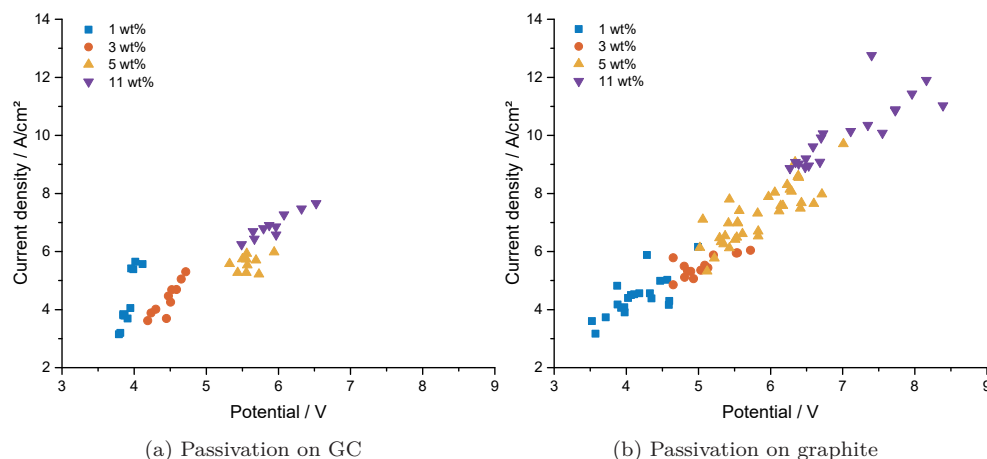 14
12
10
8
6
4
2
Current density / A/cm²
1 wt%
3 wt%
5 wt%
11 wt%
3 4 5 6 7 8 9
Potential / V
(a) Passivation on GC
14
12
10
8
6
4
2
Current density / A/cm²
1 wt%
3 wt%
5 wt%
11 wt%
3 4 5 6 7 8 9
Potential / V
(b) Passivation on graphite